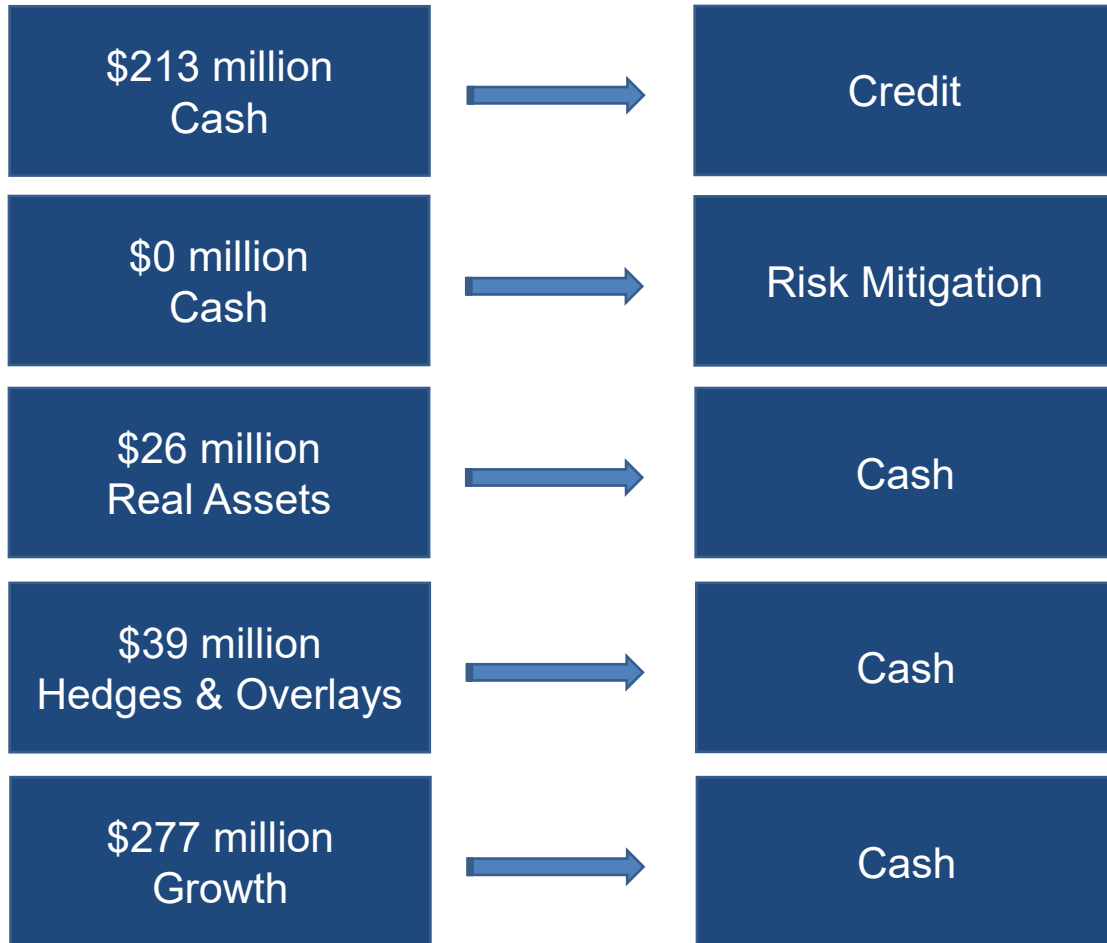 $213 million
Cash
Credit
$0 million
Cash
Risk Mitigation
$26 million
Real Assets
Cash
$39 million
Hedges & Overlays
Cash
$277 million
Growth
Cash